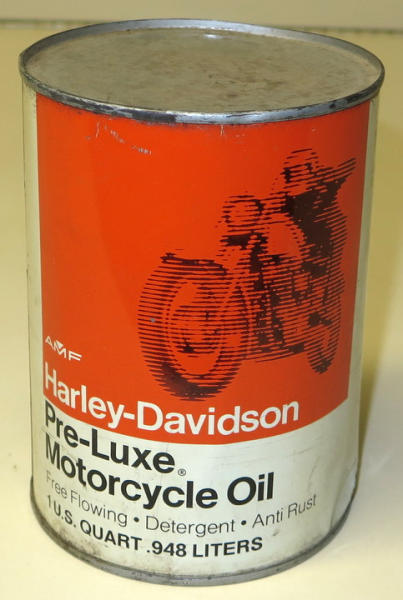 AMF
Harley-Davidson
Pre-Luxe®
Motorcycle Oil
Free Flowing • Detergent • Anti Rust
1 U.S. QUART .948 LITERS